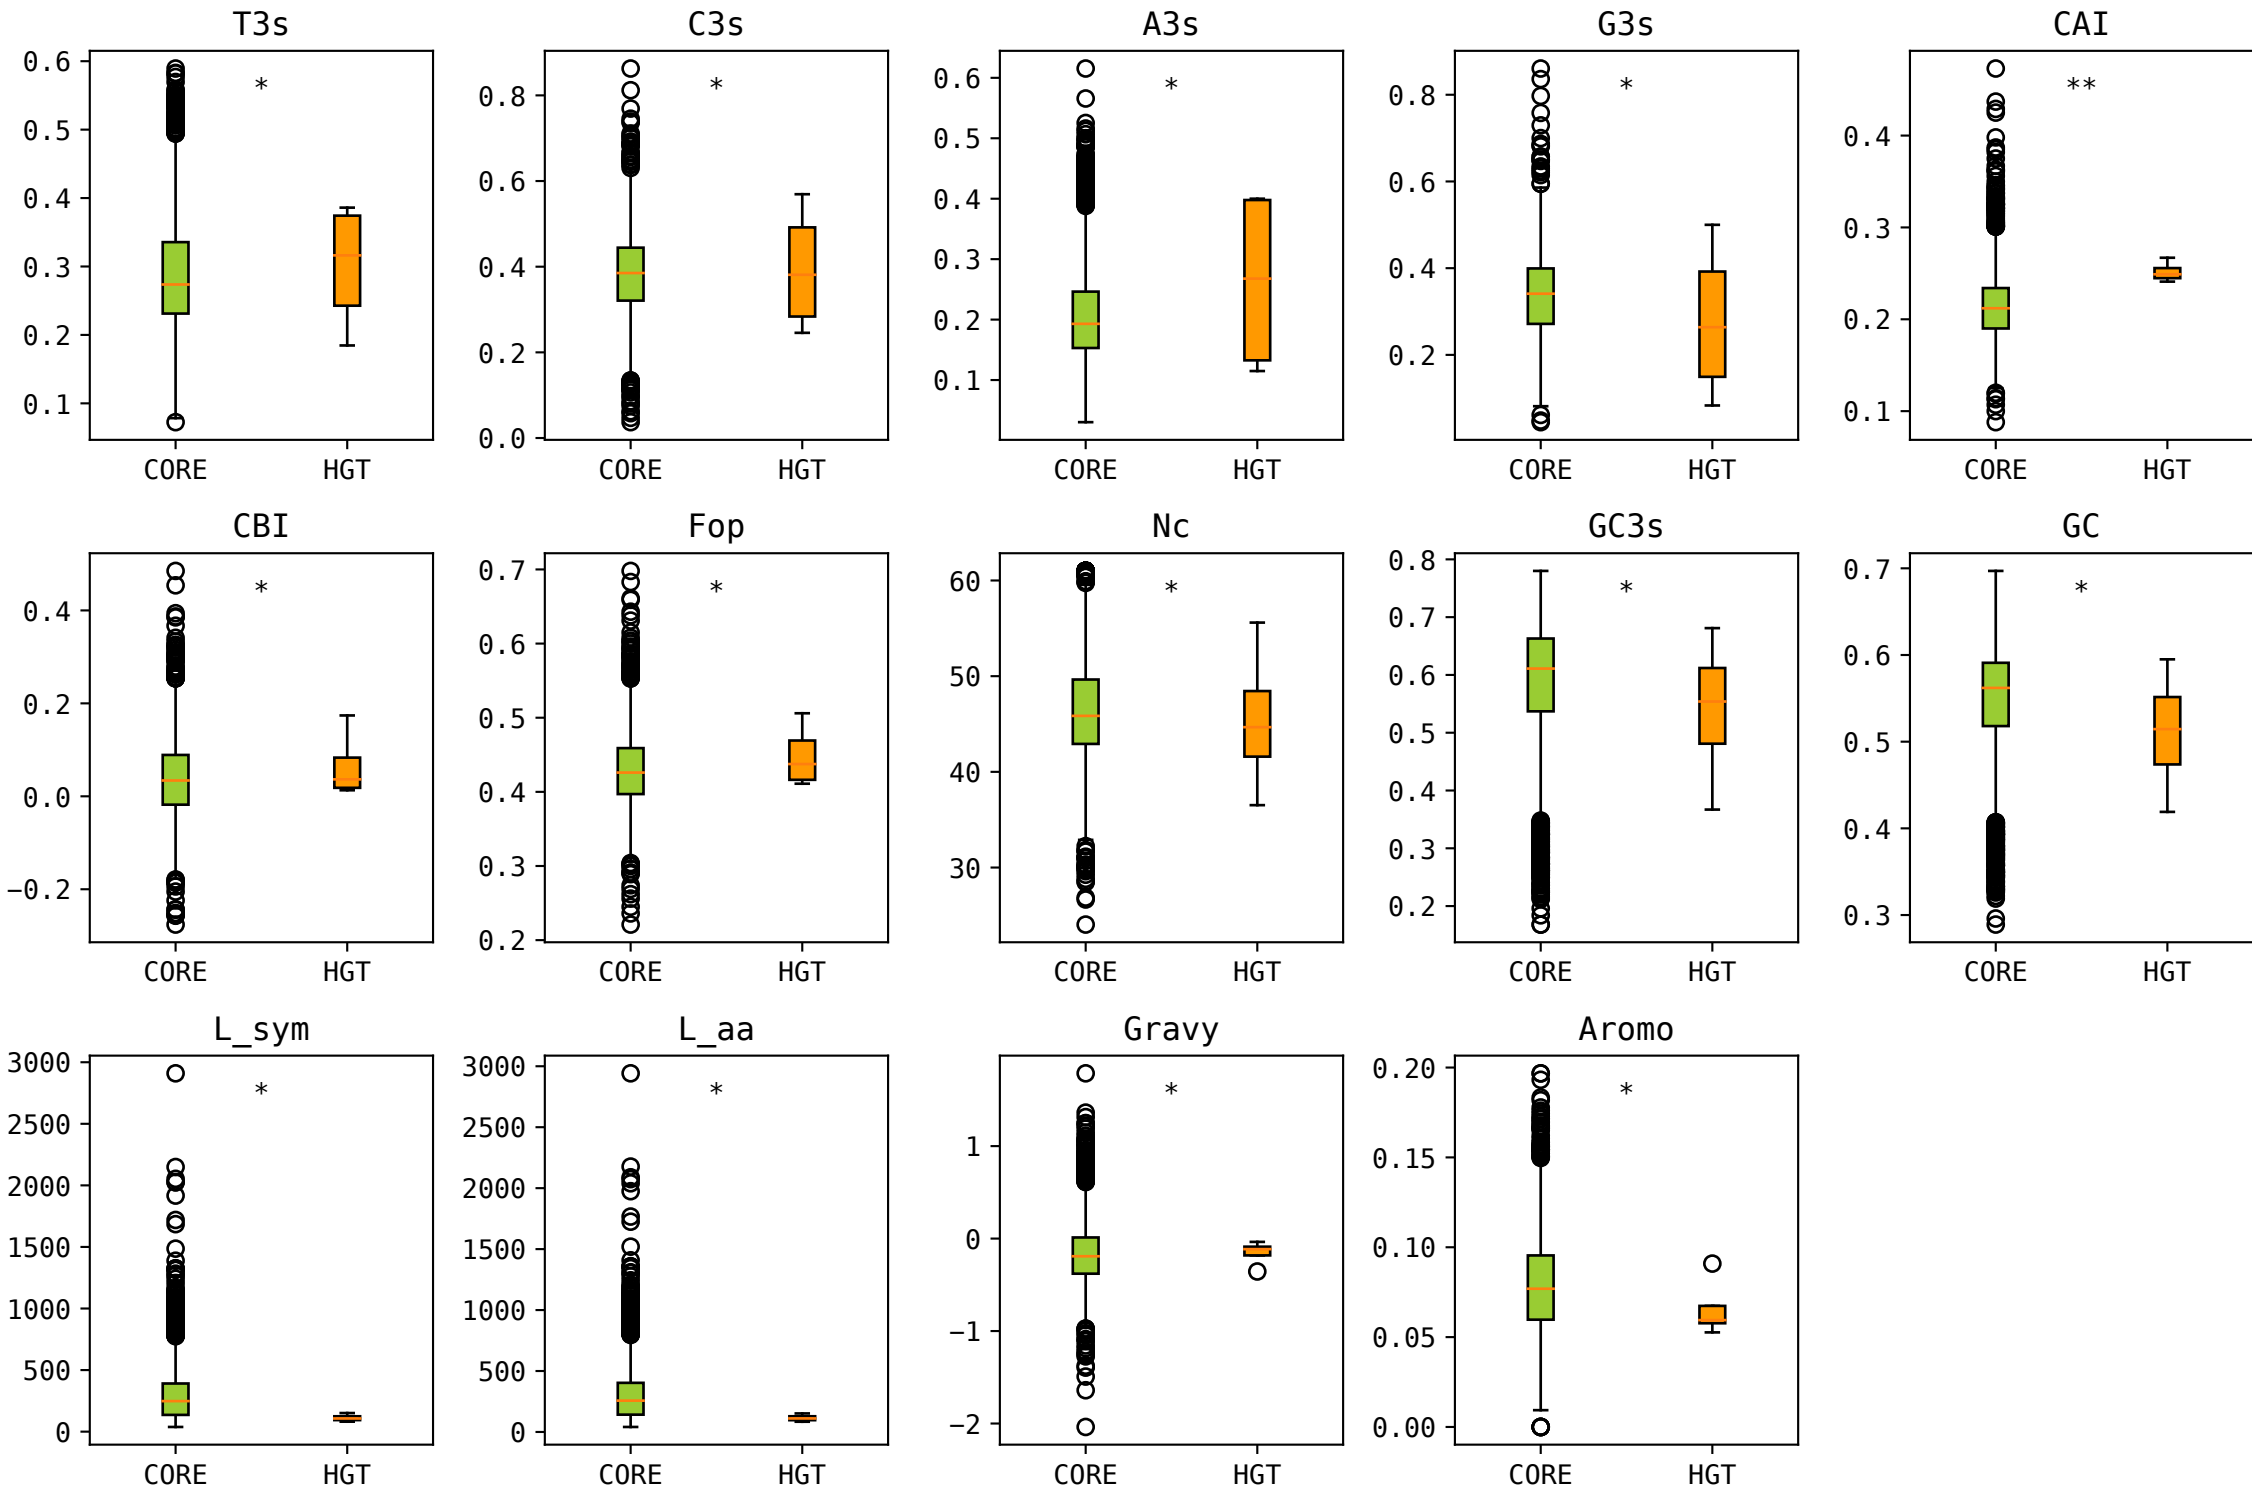 T3s C3s A3s G3s CAI
0.6 0.5 0.4 0.3 0.2 0.1
*
CORE HGT
0.8 0.6 0.4 0.2 0.0
*
CORE HGT
0.6 0.5 0.4 0.3 0.2 0.1
*
CORE HGT
0.8 0.6 0.4 0.2
*
CORE HGT
0.4 0.3 0.2 0.1
**
CORE HGT
CBI Fop Nc GC3s GC
0.4 0.2 0.0 −0.2
*
CORE HGT
0.7 0.6 0.5 0.4 0.3 0.2
*
CORE HGT
60 50 40 30
*
CORE HGT
0.8 0.7 0.6 0.5 0.4 0.3 0.2
*
CORE HGT
0.7 0.6 0.5 0.4 0.3
*
CORE HGT
L_sym L_aa Gravy Aromo
3000 2500 2000 1500 1000 500 0
*
CORE HGT
3000 2500 2000 1500 1000 500 0
*
CORE HGT
1 0 −1 −2
*
CORE HGT
0.20 0.15 0.10 0.05 0.00
*
CORE HGT